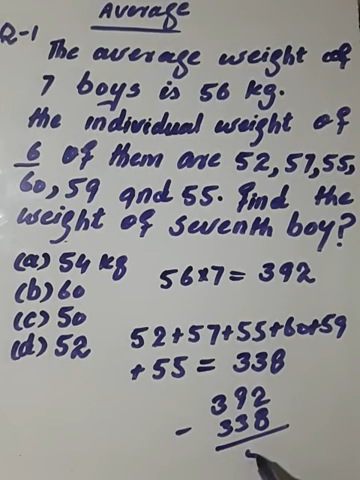 Average
Q-1
The average weight of
7 boys is 56 kg.
the individual weight of
6 of them are 52, 57, 55,
60, 59 and 55. find the
weight of seventh boy?
(a) 54 kg
(b) 60
(c) 50
(d) 52
56×7 = 392
52+57+55+60+59
+55 = 338
392
- 338